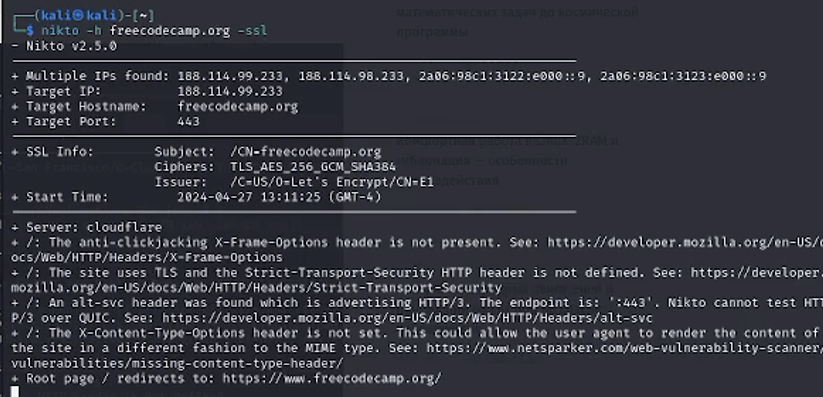 (kali㉿kali)-[~]
математических задач до космической
$ nikto -h freecodecamp.org -ssl
программы
- Nikto v2.5.0
+ Multiple IPs found: 188.114.99.233, 188.114.98.233, 2a06:98c1:3122:e000::9, 2a06:98c1:3123:e000::9
+ Target IP: 188.114.99.233
+ Target Hostname: freecodecamp.org
+ Target Port: 443
+ SSL Info: Subject: /CN=freecodecamp.org
Ciphers: TLS_AES_256_GCM_SHA384
Issuer: /C=US/O=Let's Encrypt/CN=E1
+ Start Time: 2024-04-27 13:11:25 (GMT-4)
+ Server: cloudflare
+ /: The anti-clickjacking X-Frame-Options header is not present. See: https://developer.mozilla.org/en-US/d
ocs/Web/HTTP/Headers/X-Frame-Options
+ /: The site uses TLS and the Strict-Transport-Security HTTP header is not defined. See: https://developer.
mozilla.org/en-US/docs/Web/HTTP/Headers/Strict-Transport-Security
+ /: An alt-svc header was found which is advertising HTTP/3. The endpoint is: ':443'. Nikto cannot test HTT
P/3 over QUIC. See: https://developer.mozilla.org/en-US/docs/Web/HTTP/Headers/alt-svc
+ /: The X-Content-Type-Options header is not set. This could allow the user agent to render the content of
the site in a different fashion to the MIME type. See: https://www.netsparker.com/web-vulnerability-scanner/
vulnerabilities/missing-content-type-header/
+ Root page / redirects to: https://www.freecodecamp.org/